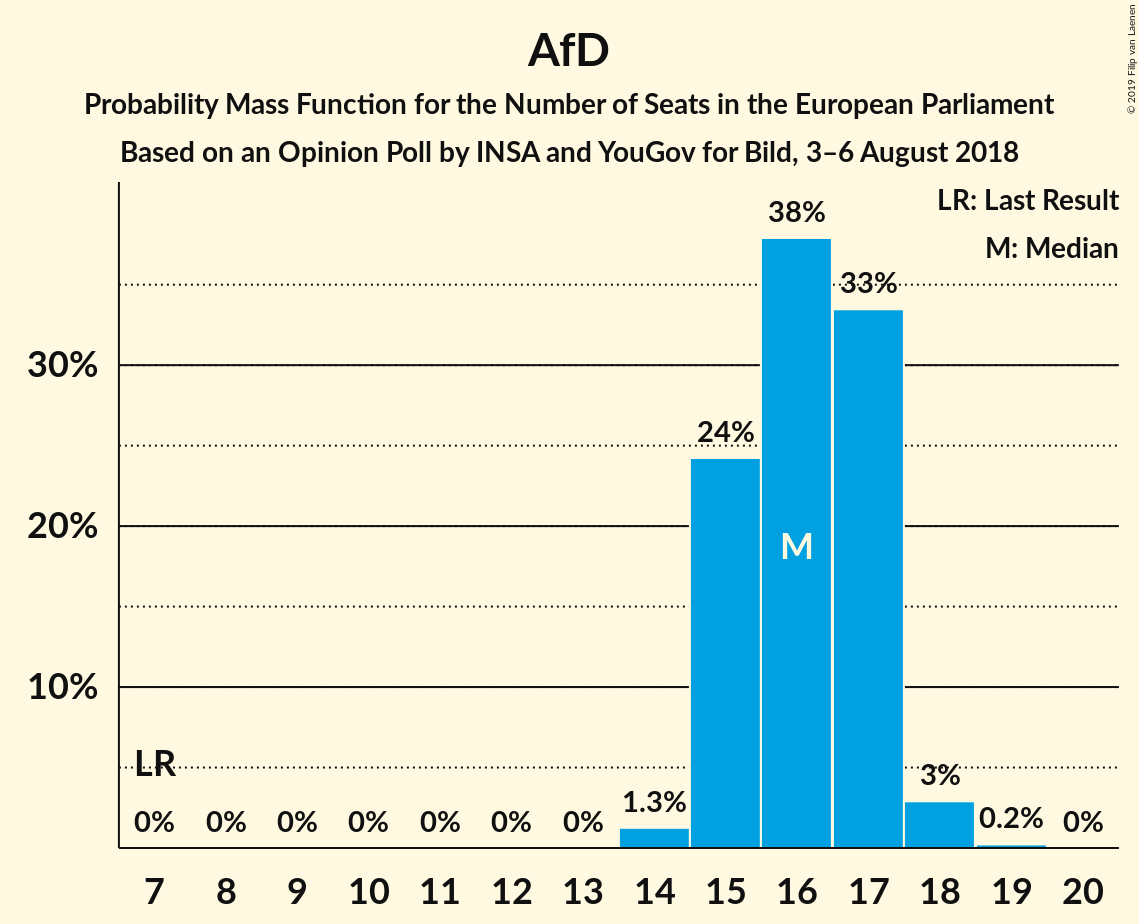 AfD
Probability Mass Function for the Number of Seats in the European Parliament
Based on an Opinion Poll by INSA and YouGov for Bild, 3–6 August 2018
© 2019 Filip van Laenen
LR: Last Result
M: Median
38%
33%
30%
24%
20%
M
10%
LR
0% 0% 0% 0% 0% 0% 0% 1.3% 3% 0.2% 0%
7 8 9 10 11 12 13 14 15 16 17 18 19 20